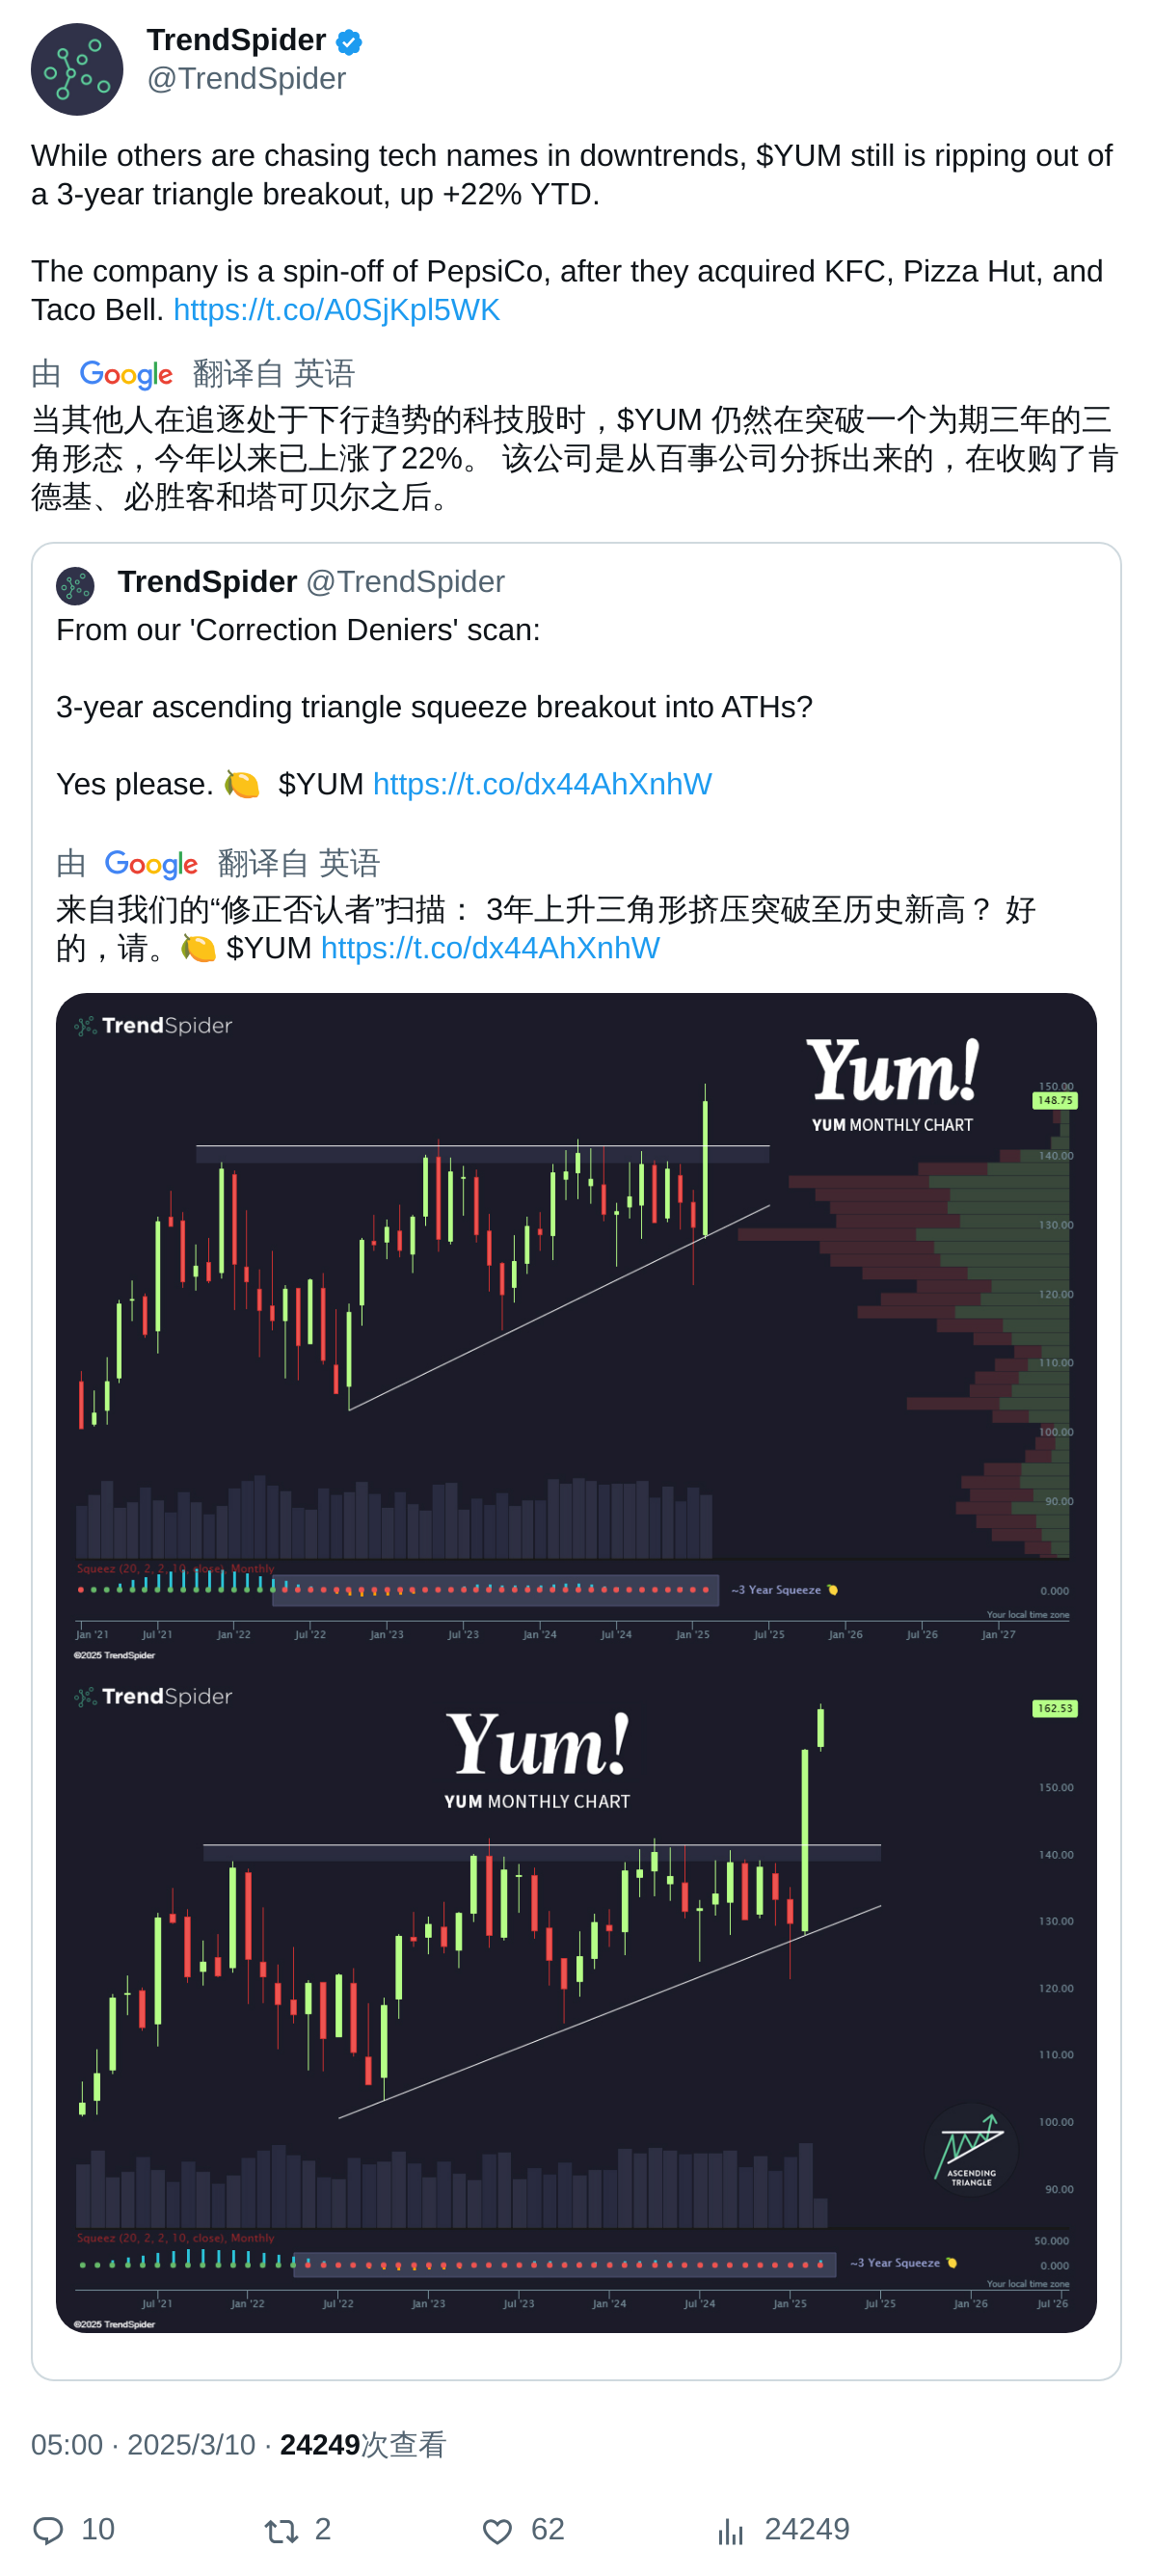 TrendSpider
@TrendSpider
While others are chasing tech names in downtrends, $YUM still is ripping out of
a 3-year triangle breakout, up +22% YTD.
The company is a spin-off of PepsiCo, after they acquired KFC, Pizza Hut, and
Taco Bell. https://t.co/A0SjKpl5WK
由 Google 翻译自 英语
当其他人在追逐处于下行趋势的科技股时，$YUM 仍然在突破一个为期三年的三
角形态，今年以来已上涨了22%。 该公司是从百事公司分拆出来的，在收购了肯
德基、必胜客和塔可贝尔之后。
TrendSpider @TrendSpider
From our 'Correction Deniers' scan:
3-year ascending triangle squeeze breakout into ATHs?
Yes please. 🍋 $YUM https://t.co/dx44AhXnhW
由 Google 翻译自 英语
来自我们的“修正否认者”扫描： 3年上升三角形挤压突破至历史新高？ 好
的，请。🍋 $YUM https://t.co/dx44AhXnhW
TrendSpider
Yum!
YUM MONTHLY CHART
150.00
148.75
140.00
130.00
120.00
110.00
100.00
90.00
Squeez (20, 2, 2, 10, close), Monthly
~3 Year Squeeze 🍋
0.000
Your local time zone
Jan '21 Jul '21 Jan '22 Jul '22 Jan '23 Jul '23 Jan '24 Jul '24 Jan '25 Jul '25 Jan '26 Jul '26 Jan '27
©2025 TrendSpider
TrendSpider
Yum!
YUM MONTHLY CHART
162.53
150.00
140.00
130.00
120.00
110.00
100.00
ASCENDING
TRIANGLE
90.00
Squeez (20, 2, 2, 10, close), Monthly
50.000
~3 Year Squeeze 🍋
0.000
Your local time zone
Jul '21 Jan '22 Jul '22 Jan '23 Jul '23 Jan '24 Jul '24 Jan '25 Jul '25 Jan '26 Jul '26
©2025 TrendSpider
05:00 · 2025/3/10 · 24249次查看
10 2 62 24249